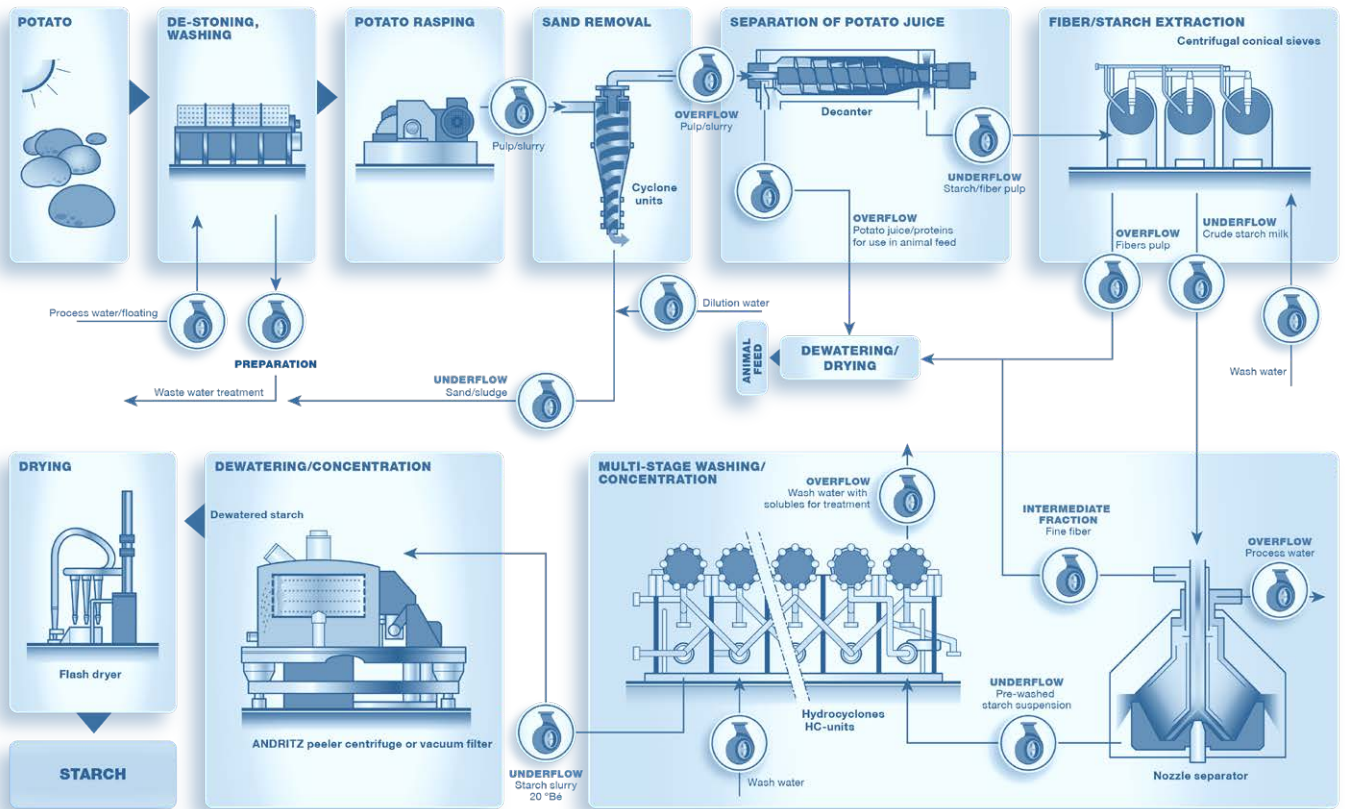 POTATO
DE-STONING,
WASHING
POTATO RASPING
SAND REMOVAL
SEPARATION OF POTATO JUICE
FIBER/STARCH EXTRACTION
Centrifugal conical sieves
Pulp/slurry
Cyclone
units
OVERFLOW
Pulp/slurry
Decanter
UNDERFLOW
Starch/fiber pulp
OVERFLOW
Potato juice/proteins
for use in animal feed
OVERFLOW
Fibers pulp
UNDERFLOW
Crude starch milk
Process water/floating
PREPARATION
Waste water treatment
Dilution water
UNDERFLOW
Sand/sludge
ANIMAL
FEED
DEWATERING/
DRYING
Wash water
DRYING
Flash dryer
STARCH
DEWATERING/CONCENTRATION
Dewatered starch
ANDRITZ peeler centrifuge or vacuum filter
UNDERFLOW
Starch slurry
20 °Bé
MULTI-STAGE WASHING/
CONCENTRATION
OVERFLOW
Wash water with
solubles for treatment
Hydrocyclones
HC-units
Wash water
INTERMEDIATE
FRACTION
Fine fiber
OVERFLOW
Process water
UNDERFLOW
Pre-washed
starch suspension
Nozzle separator